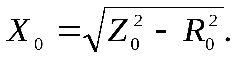 X₀ = √(Z₀² - R₀²).